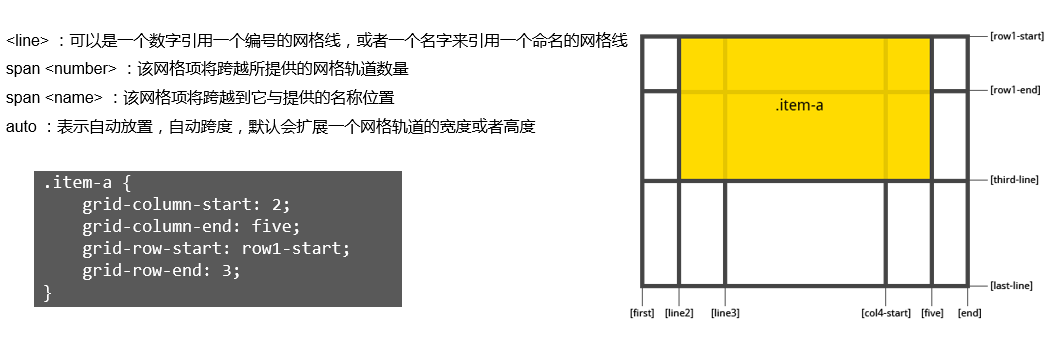 <line> ：可以是一个数字引用一个编号的网格线，或者一个名字来引用一个命名的网格线
span <number> ：该网格项将跨越所提供的网格轨道数量
span <name> ：该网格项将跨越到它与提供的名称位置
auto ：表示自动放置，自动跨度，默认会扩展一个网格轨道的宽度或者高度
.item-a {
    grid-column-start: 2;
    grid-column-end: five;
    grid-row-start: row1-start;
    grid-row-end: 3;
}
.item-a
[row1-start]
[row1-end]
[third-line]
[last-line]
[first] [line2] [line3] [col4-start] [five] [end]